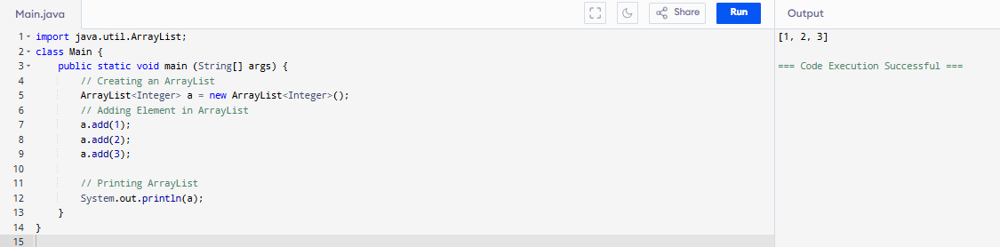 Main.java
Share
Run
Output
1 import java.util.ArrayList;
2 class Main {
3 public static void main (String[] args) {
4 // Creating an ArrayList
5 ArrayList<Integer> a = new ArrayList<Integer>();
6 // Adding Element in ArrayList
7 a.add(1);
8 a.add(2);
9 a.add(3);
10
11 // Printing ArrayList
12 System.out.println(a);
13 }
14 }
15
[1, 2, 3]
=== Code Execution Successful ===